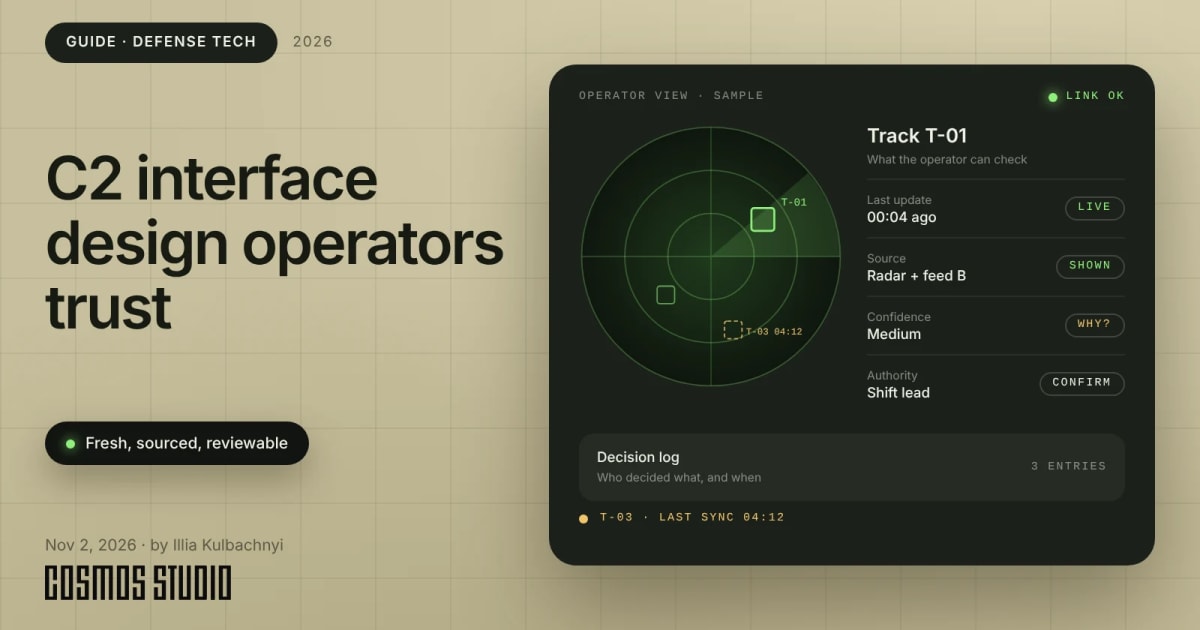 GUIDE · DEFENSE TECH
2026
C2 interface
design operators
trust
Fresh, sourced, reviewable
Nov 2, 2026 · by Illia Kulbachnyi
COSMOS STUDIO
OPERATOR VIEW · SAMPLE
LINK OK
T-01
T-03 04:12
Track T-01
What the operator can check
Last update
00:04 ago
LIVE
Source
Radar + feed B
SHOWN
Confidence
Medium
WHY?
Authority
Shift lead
CONFIRM
Decision log
Who decided what, and when
3 ENTRIES
T-03 · LAST SYNC 04:12